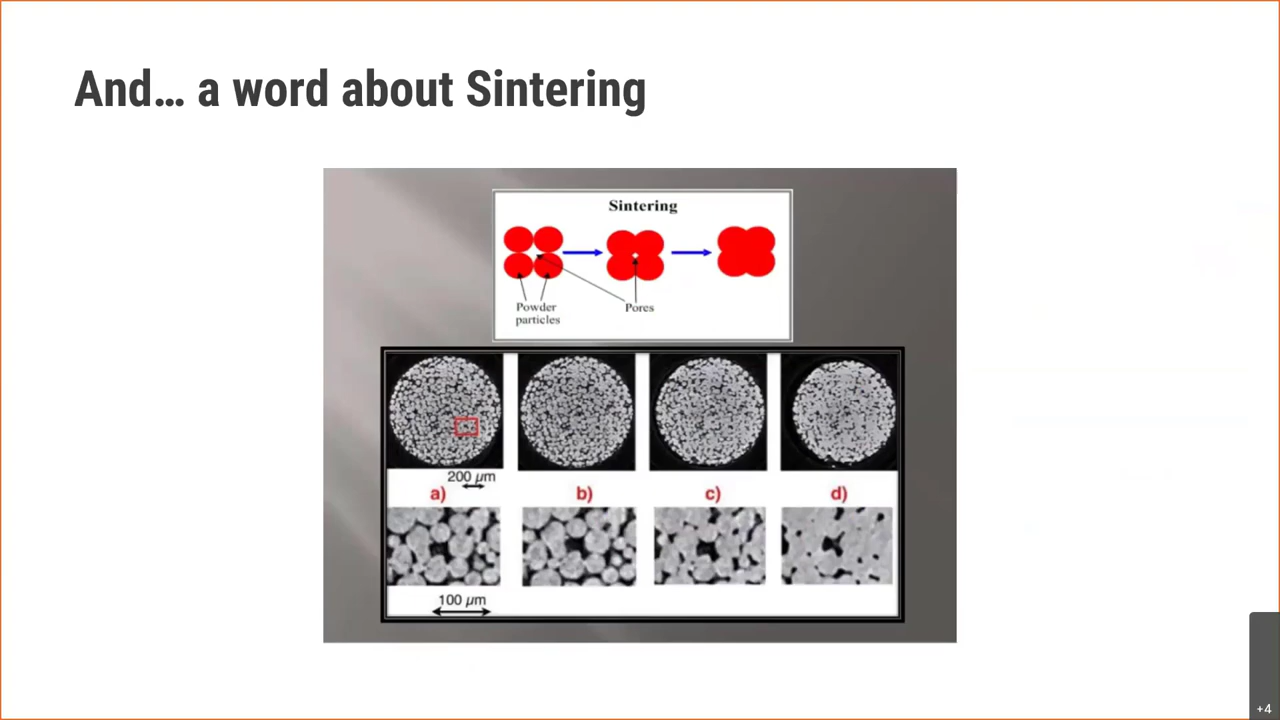 And... a word about Sintering
Sintering
Powder
particles
Pores
200 µm
a)
b)
c)
d)
100 µm
+4